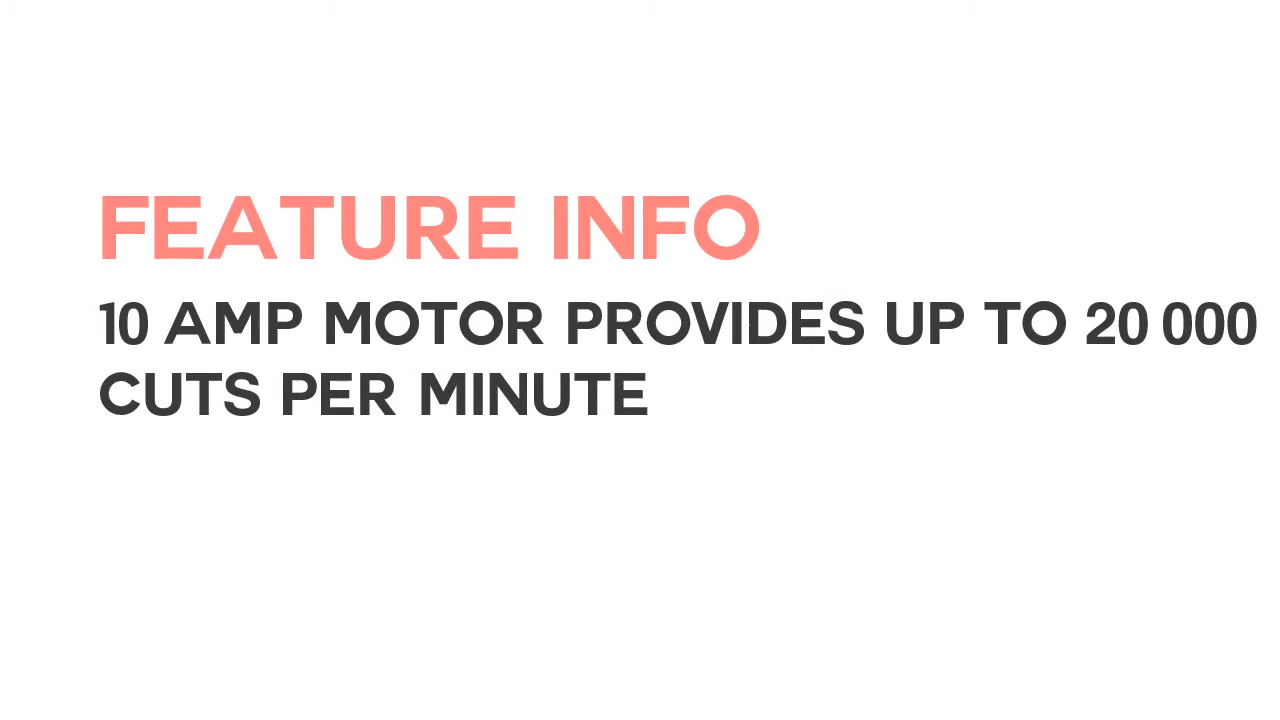 FEATURE INFO
10 AMP MOTOR PROVIDES UP TO 20 000
CUTS PER MINUTE